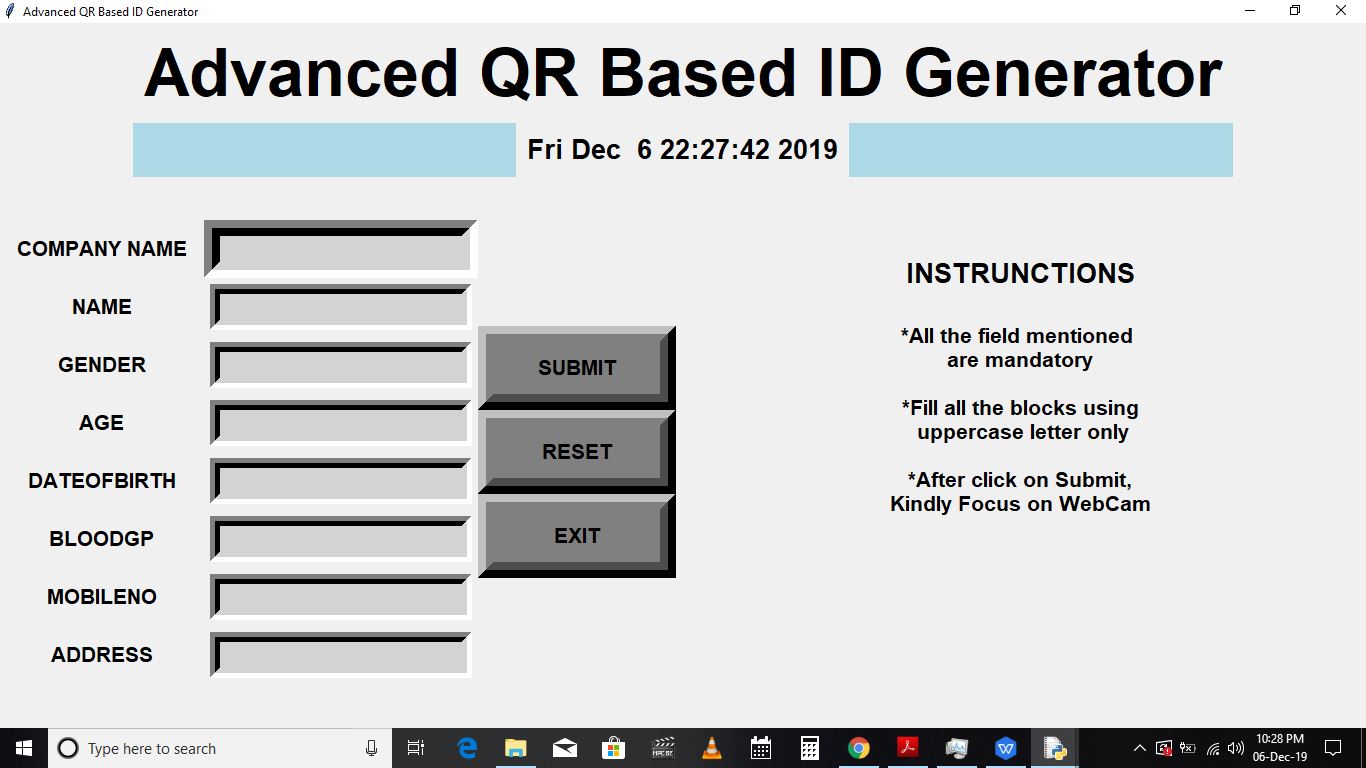 Advanced QR Based ID Generator
Advanced QR Based ID Generator
Fri Dec  6 22:27:42 2019
COMPANY NAME
NAME
GENDER
AGE
DATEOFBIRTH
BLOODGP
MOBILENO
ADDRESS
SUBMIT
RESET
EXIT
INSTRUNCTIONS
*All the field mentioned
are mandatory
*Fill all the blocks using
uppercase letter only
*After click on Submit,
Kindly Focus on WebCam
Type here to search
10:28 PM
06-Dec-19